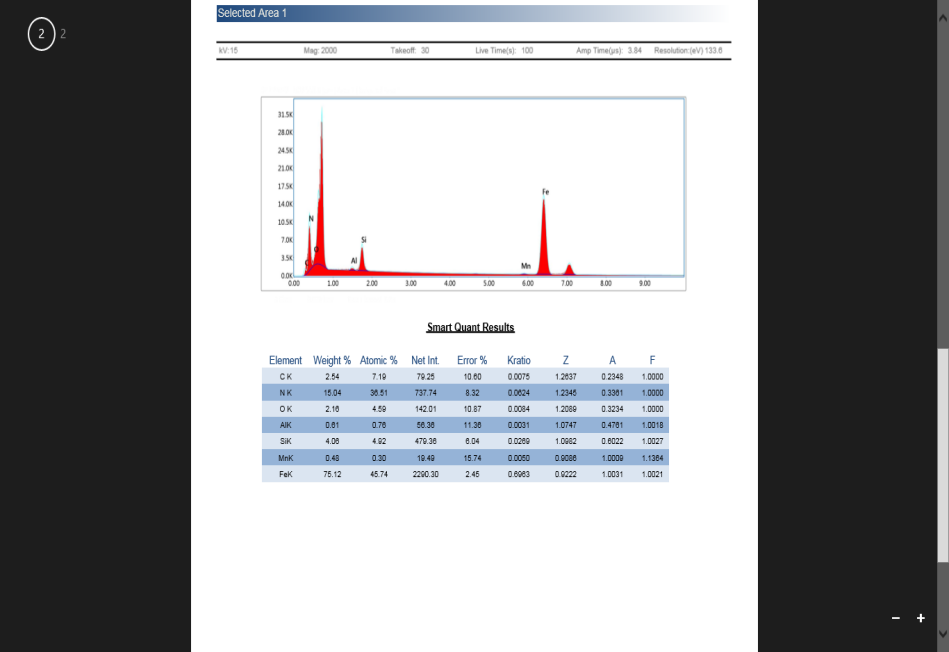 2 2
Selected Area 1
kV: 15 Mag: 2000 Takeoff: 30 Live Time(s): 100 Amp Time(µs): 3.84 Resolution:(eV) 133.6
31.5K
28.0K
24.5K
21.0K
17.5K
14.0K
10.5K
7.0K
3.5K
0.0K
N
O
C
Al
Si
Mn
Fe
0.00 1.00 2.00 3.00 4.00 5.00 6.00 7.00 8.00 9.00
Smart Quant Results
Element Weight % Atomic % Net Int. Error % Kratio Z A F
C K 2.54 7.19 79.25 10.60 0.0075 1.2637 0.2348 1.0000
N K 15.04 36.51 737.74 8.32 0.0624 1.2345 0.3361 1.0000
O K 2.16 4.59 142.01 10.87 0.0084 1.2089 0.3234 1.0000
AlK 0.61 0.76 56.36 11.36 0.0031 1.0747 0.4761 1.0018
SiK 4.06 4.92 479.36 6.04 0.0269 1.0982 0.6022 1.0027
MnK 0.48 0.30 19.49 15.74 0.0050 0.9086 1.0009 1.1364
FeK 75.12 45.74 2290.30 2.45 0.6963 0.9222 1.0031 1.0021